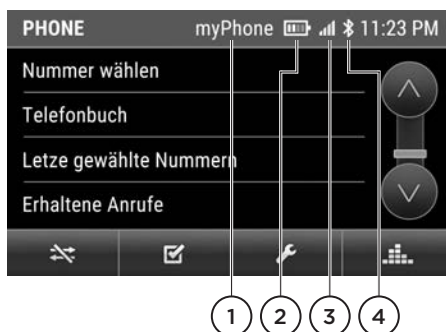 PHONE myPhone 11:23 PM
Nummer wählen
Telefonbuch
Letze gewählte Nummern
Erhaltene Anrufe
1 2 3 4